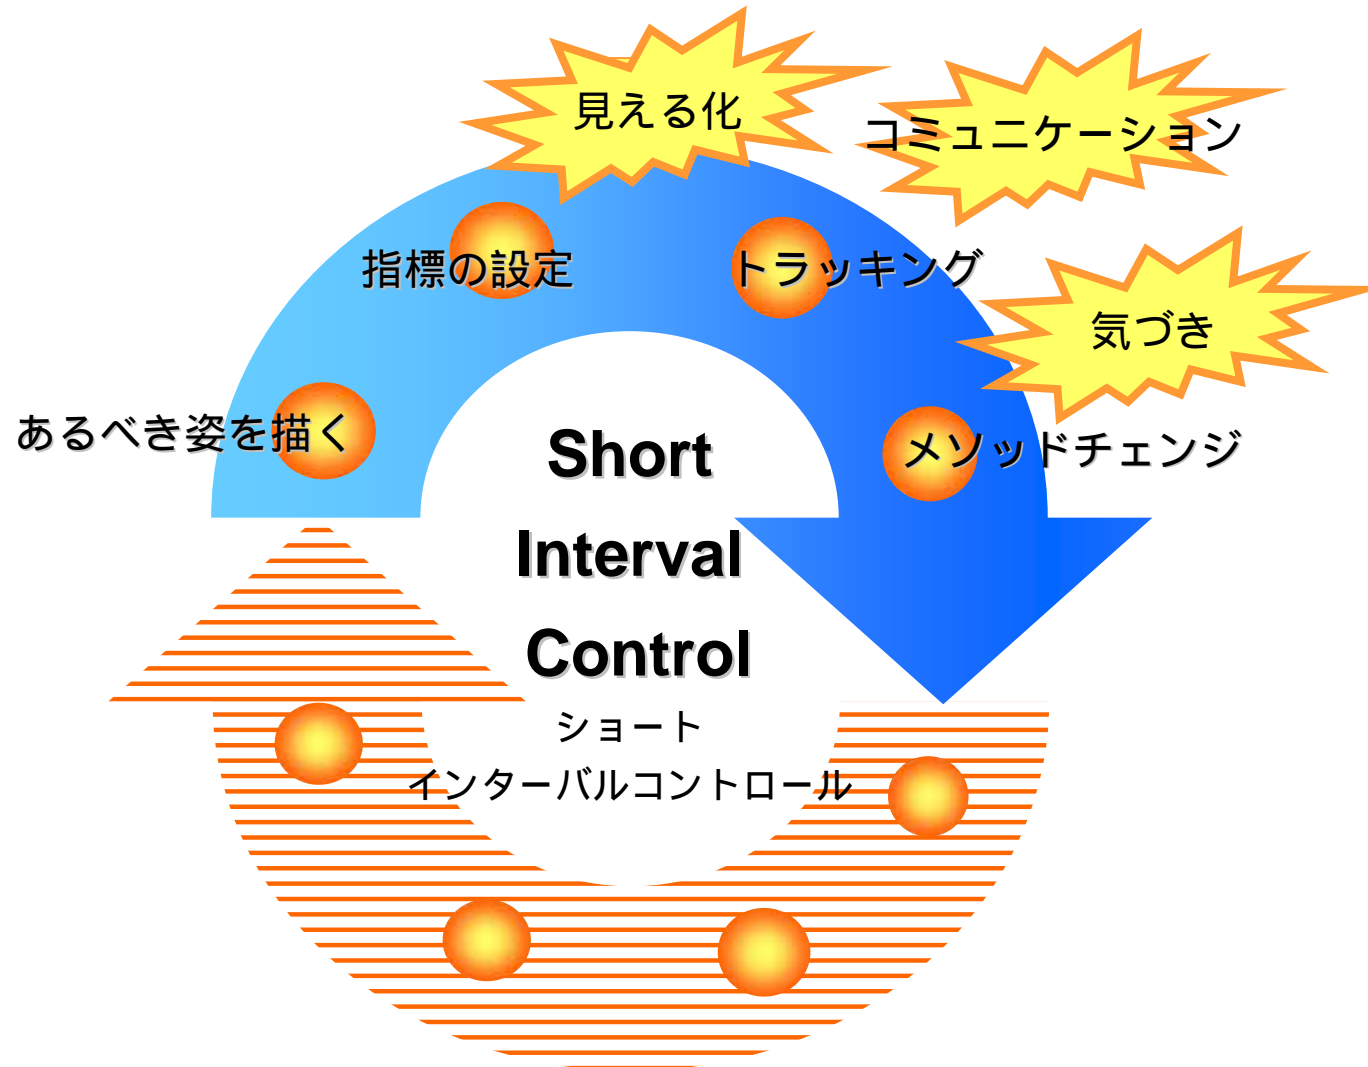 見える化
コミュニケーション
指標の設定
トラッキング
気づき
あるべき姿を描く
メソッドチェンジ
Short
Interval
Control
ショート
インターバルコントロール